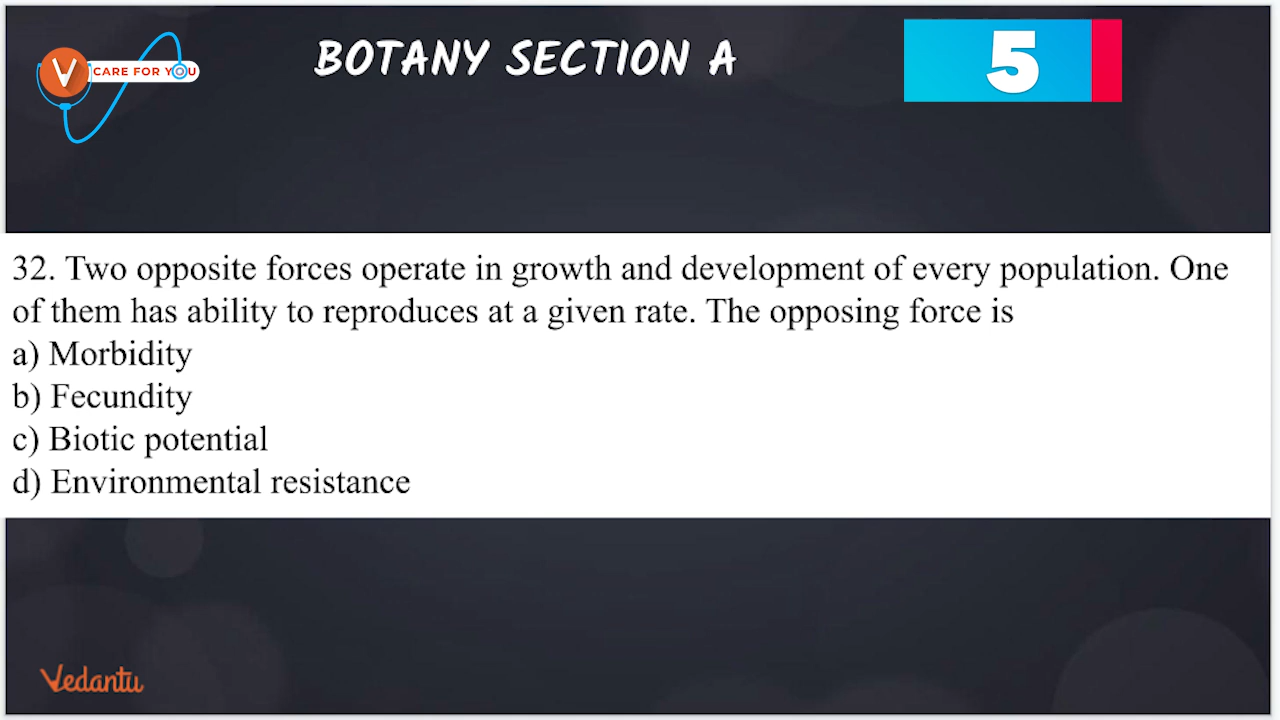 V CARE FOR YOU
BOTANY SECTION A
5
32. Two opposite forces operate in growth and development of every population. One
of them has ability to reproduces at a given rate. The opposing force is
a) Morbidity
b) Fecundity
c) Biotic potential
d) Environmental resistance
Vedantu